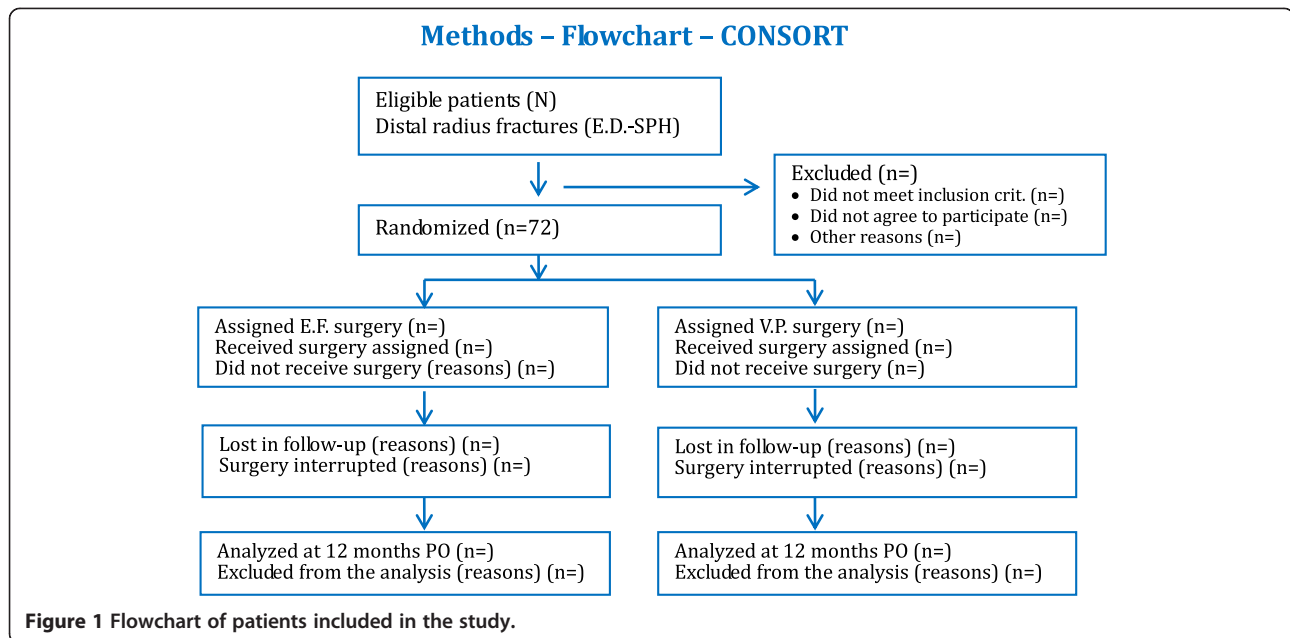 Methods – Flowchart – CONSORT
Eligible patients (N)
Distal radius fractures (E.D.-SPH)
Excluded (n=)
• Did not meet inclusion crit. (n=)
• Did not agree to participate (n=)
• Other reasons (n=)
Randomized (n=72)
Assigned E.F. surgery (n=)
Received surgery assigned (n=)
Did not receive surgery (reasons) (n=)
Assigned V.P. surgery (n=)
Received surgery assigned (n=)
Did not receive surgery (n=)
Lost in follow-up (reasons) (n=)
Surgery interrupted (reasons) (n=)
Lost in follow-up (reasons) (n=)
Surgery interrupted (reasons) (n=)
Analyzed at 12 months PO (n=)
Excluded from the analysis (reasons) (n=)
Analyzed at 12 months PO (n=)
Excluded from the analysis (reasons) (n=)
Figure 1 Flowchart of patients included in the study.